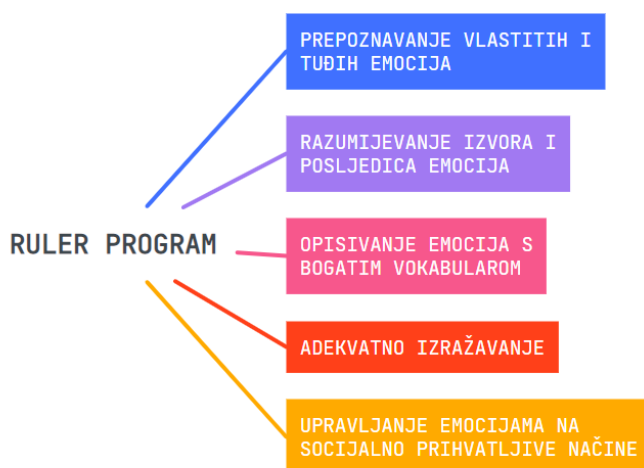 PREPOZNAVANJE VLASTITIH I
TUĐIH EMOCIJA
RAZUMIJEVANJE IZVORA I
POSLJEDICA EMOCIJA
RULER PROGRAM
OPISIVANJE EMOCIJA S
BOGATIM VOKABULAROM
ADEKVATNO IZRAŽAVANJE
UPRAVLJANJE EMOCIJAMA NA
SOCIJALNO PRIHVATLJIVE NAČINE